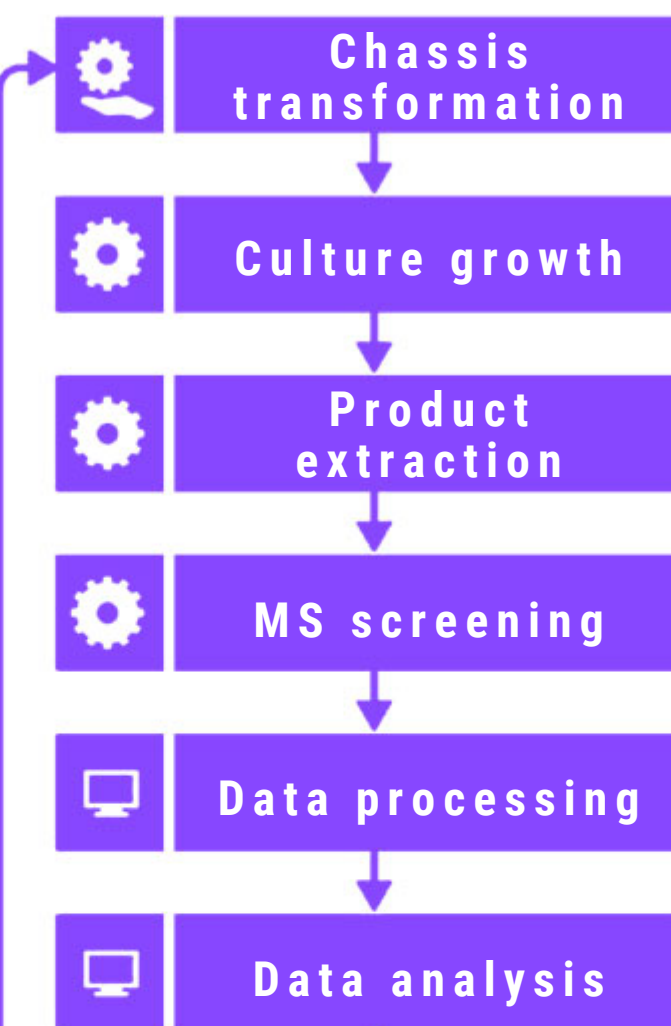 Chassis
transformation
Culture growth
Product
extraction
MS screening
Data processing
Data analysis